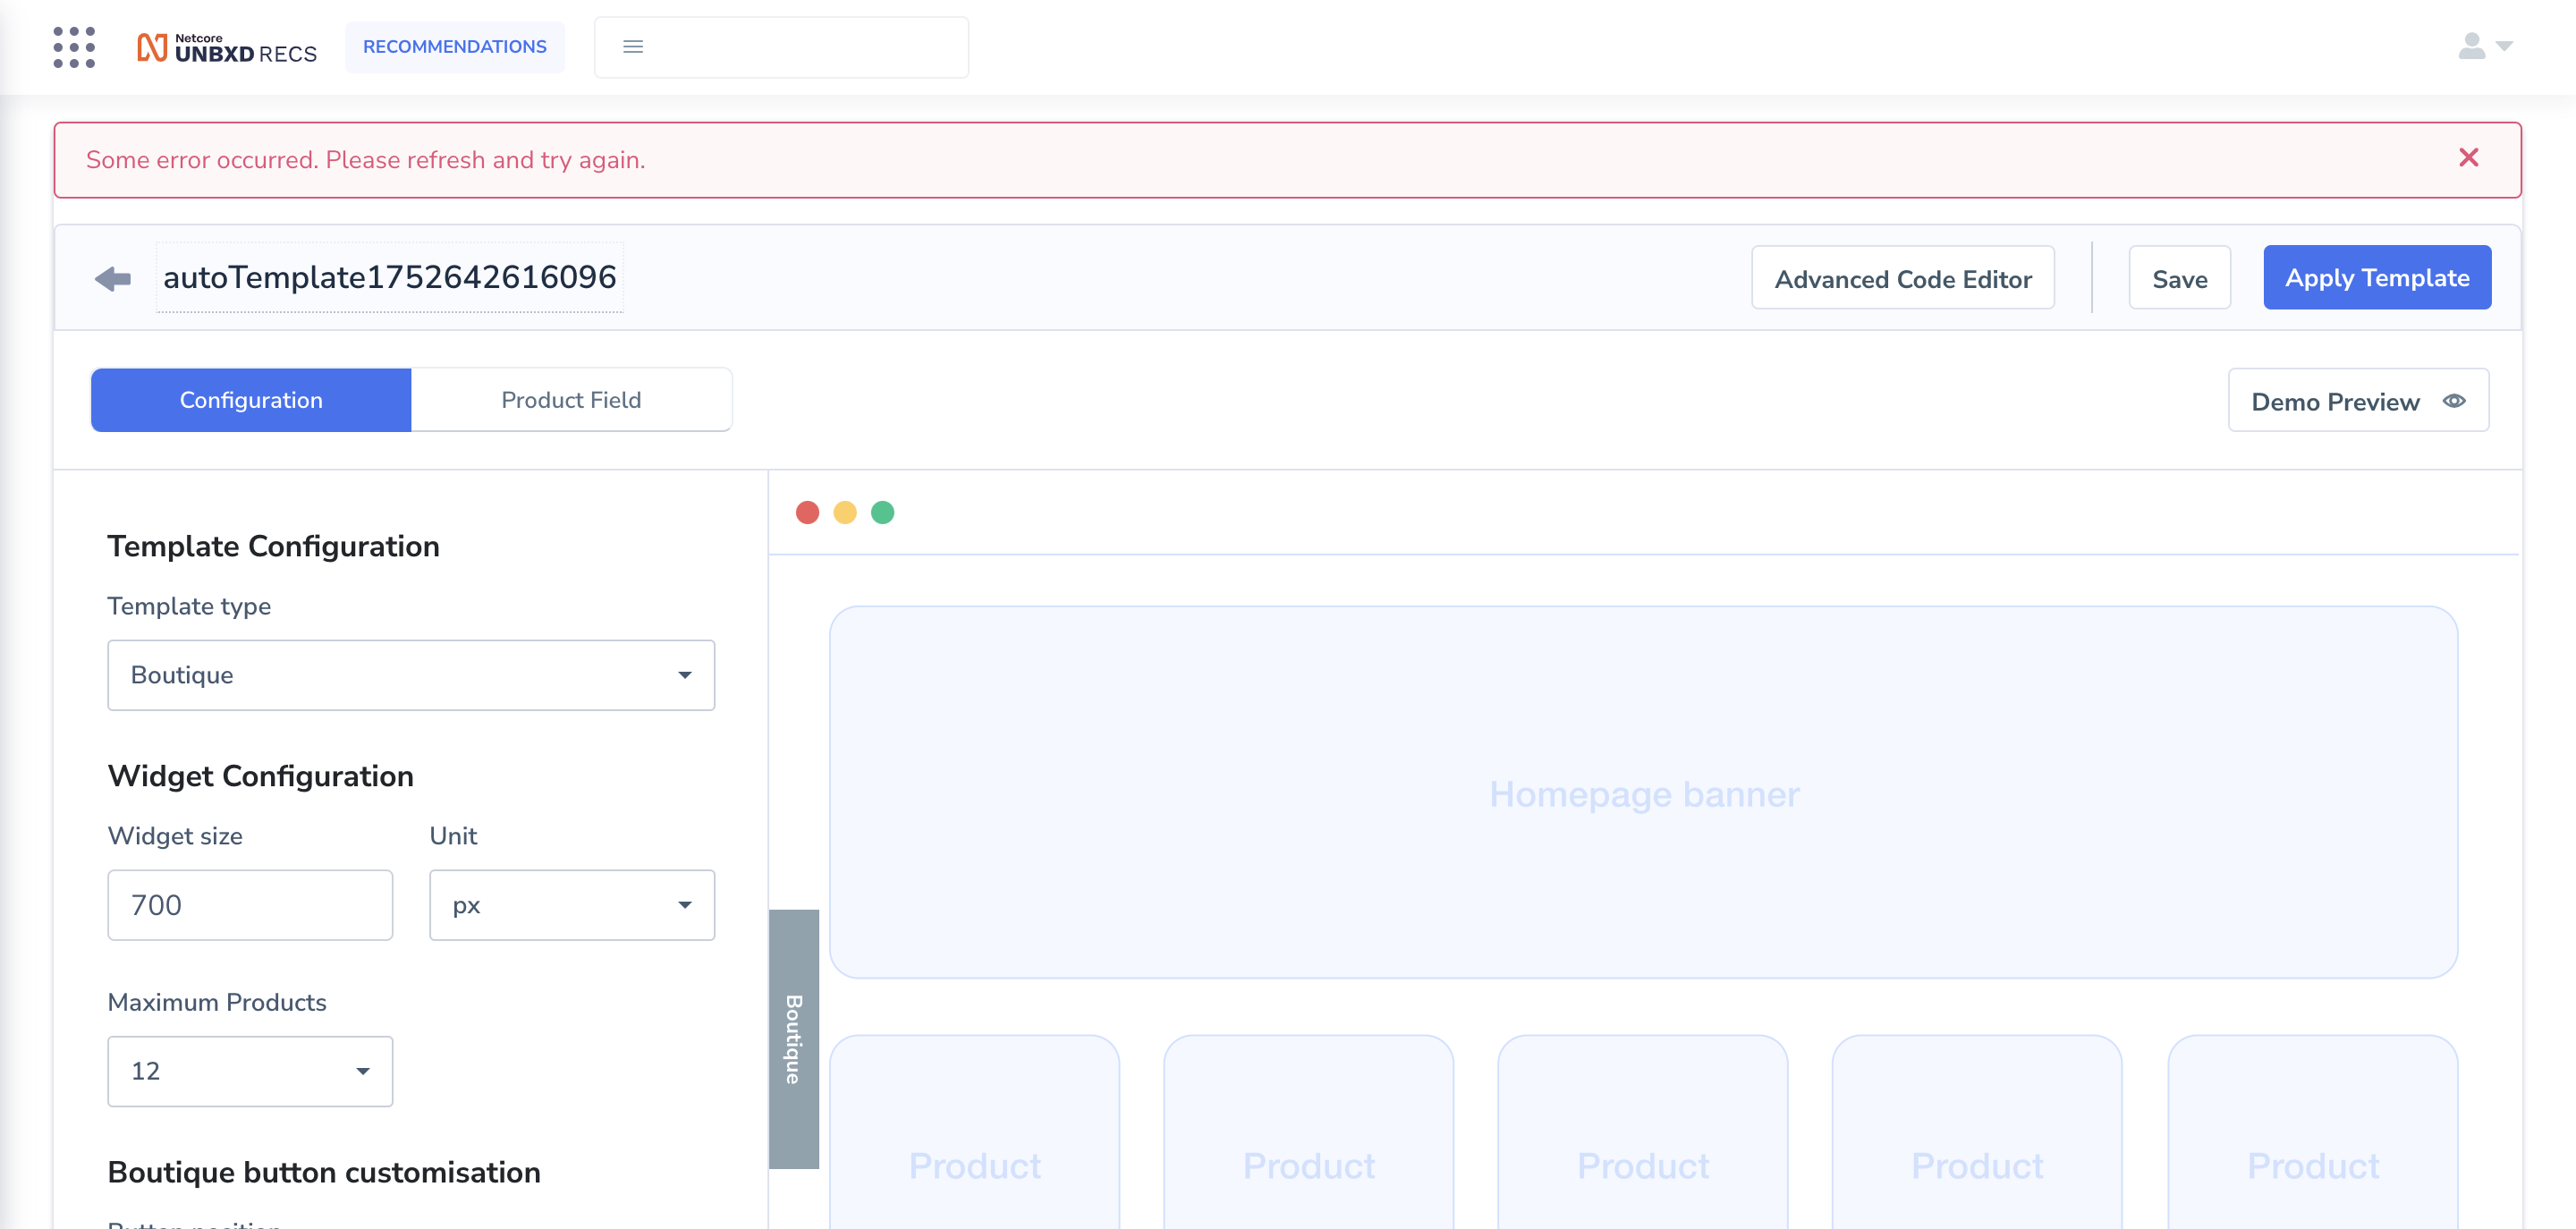 Netcore
UNBXD RECS
RECOMMENDATIONS
Some error occurred. Please refresh and try again.
autoTemplate1752642616096
Advanced Code Editor
Save
Apply Template
Configuration
Product Field
Demo Preview
Template Configuration
Template type
Boutique
Widget Configuration
Widget size
Unit
700
px
Maximum Products
12
Boutique button customisation
Button position
Homepage banner
Boutique
Product
Product
Product
Product
Product